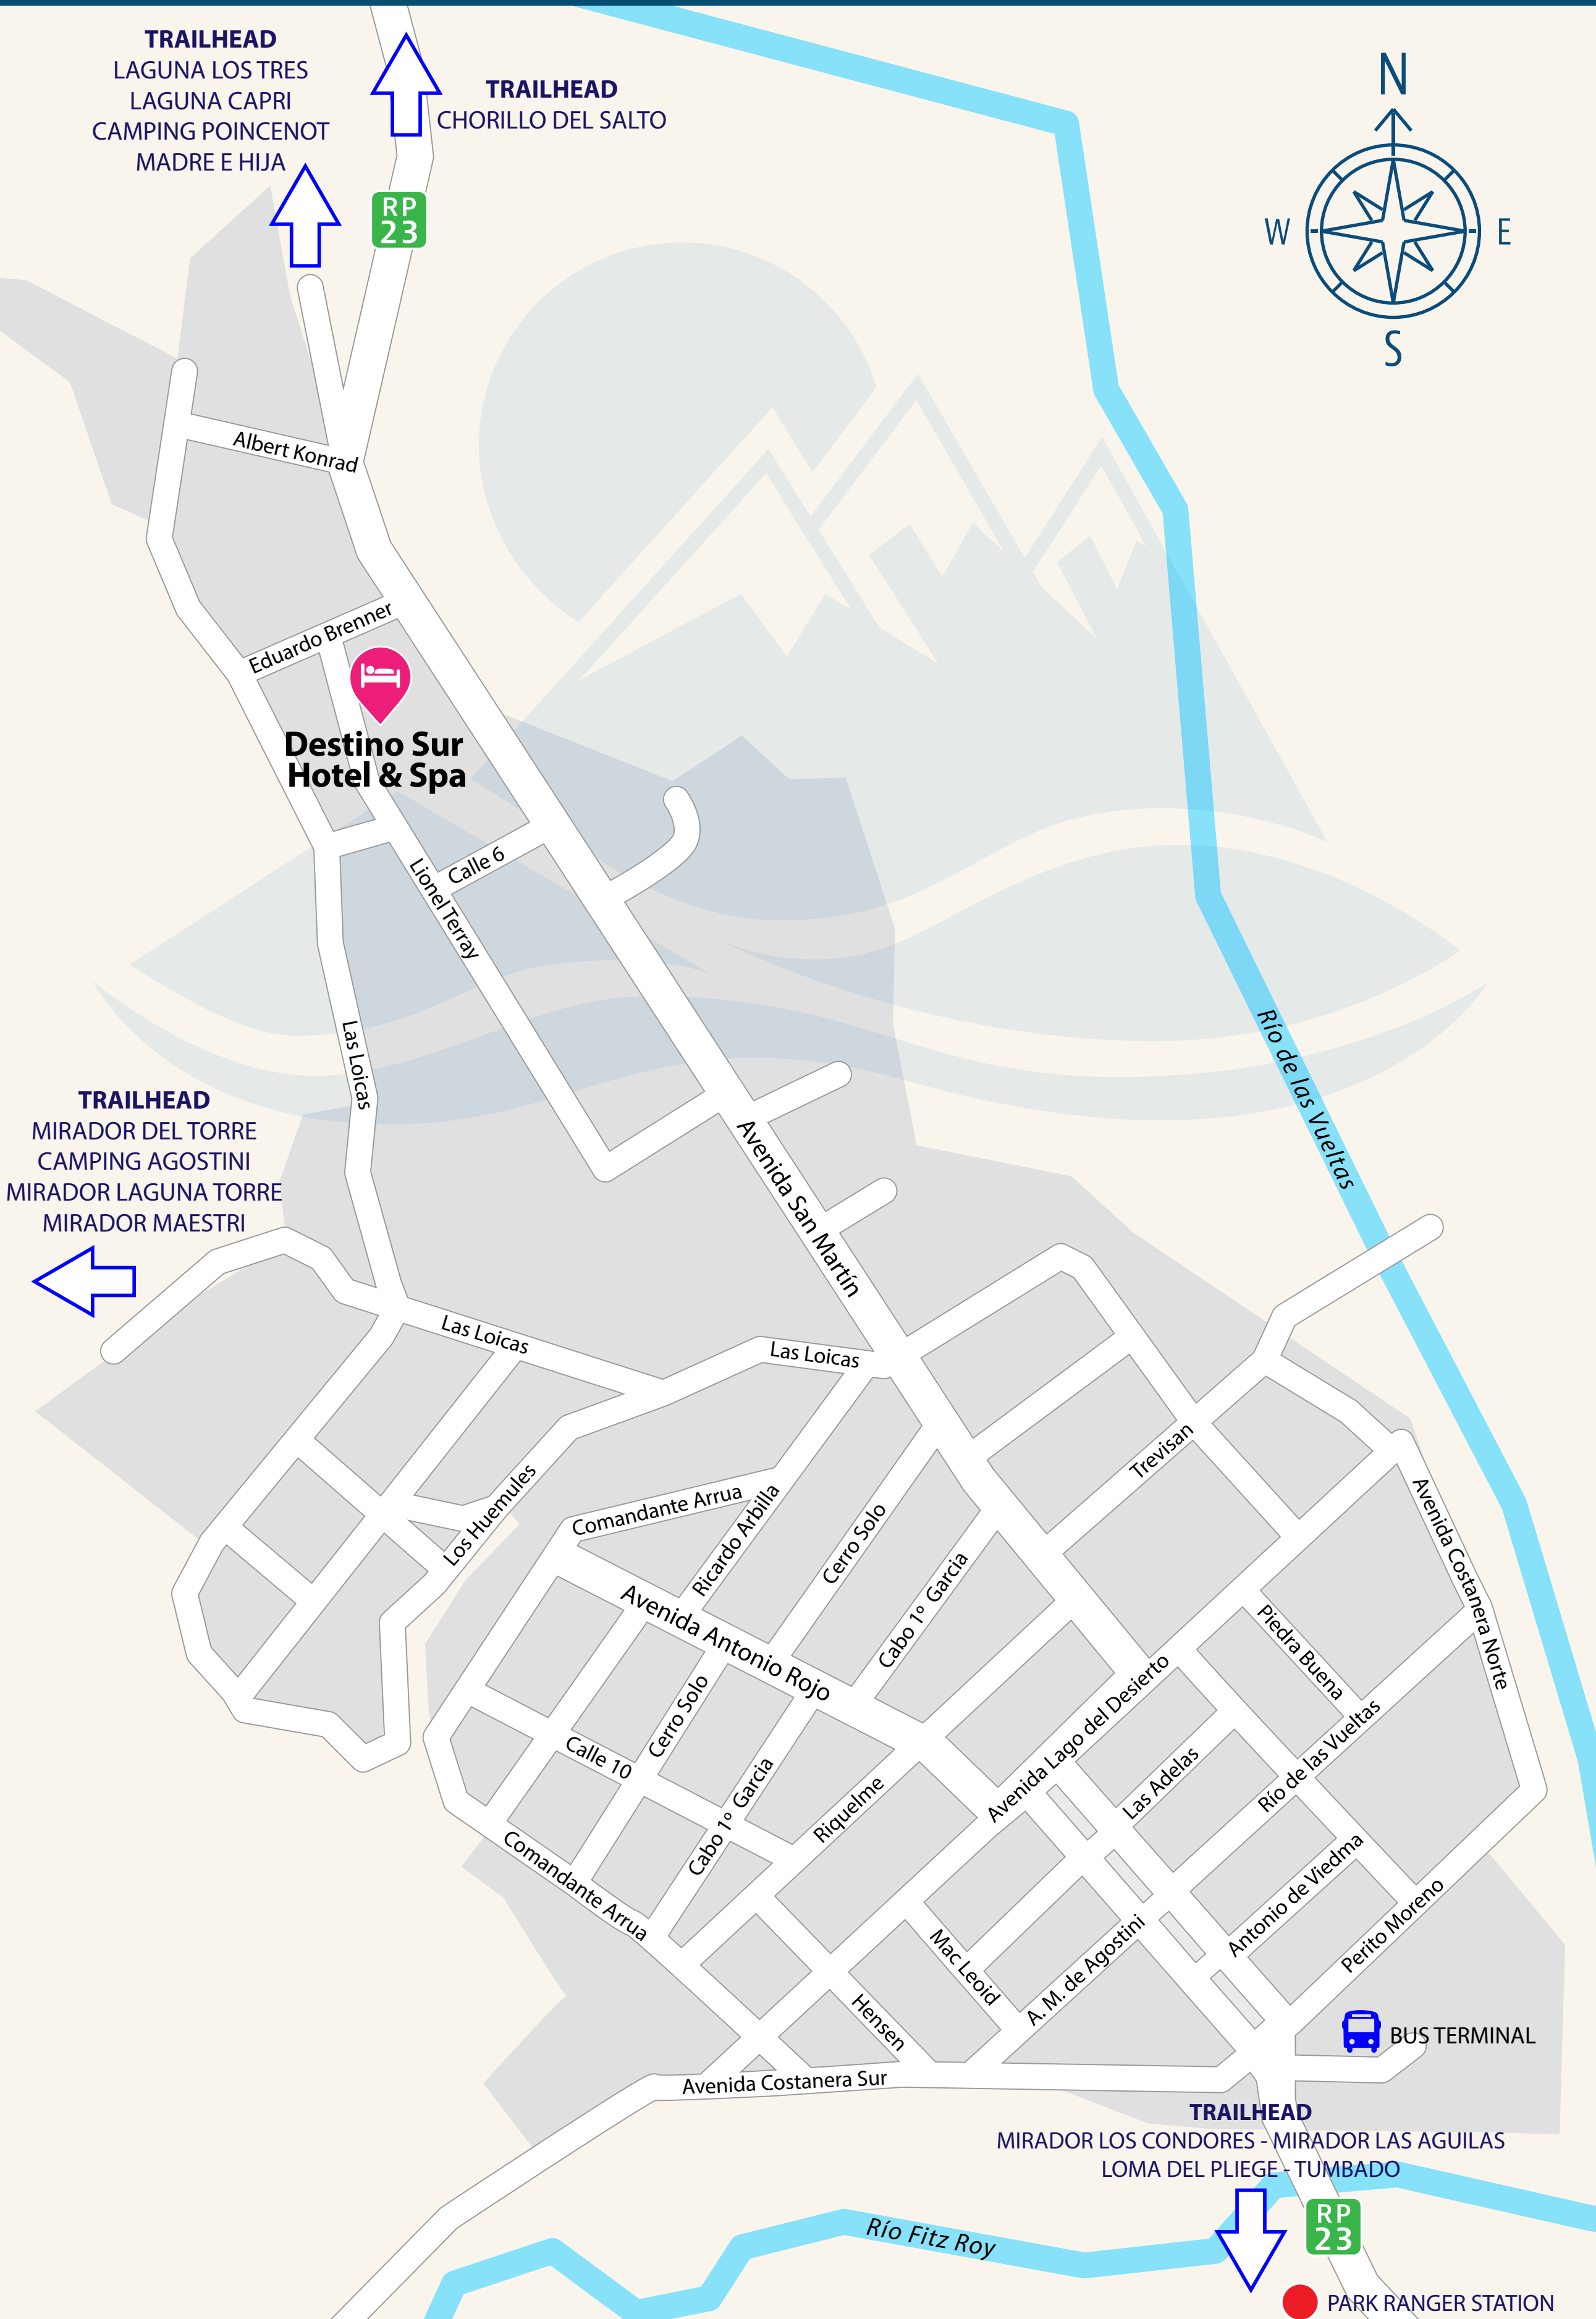 TRAILHEAD
LAGUNA LOS TRES
LAGUNA CAPRI
CAMPING POINCENOT
MADRE E HIJA
TRAILHEAD
CHORILLO DEL SALTO
RP
23
N
W
E
S
Albert Konrad
Eduardo Brenner
Destino Sur
Hotel & Spa
Calle 6
Lionel Terray
Las Loicas
Río de las Vueltas
TRAILHEAD
MIRADOR DEL TORRE
CAMPING AGOSTINI
MIRADOR LAGUNA TORRE
MIRADOR MAESTRI
Avenida San Martín
Las Loicas
Las Loicas
Trevisan
Los Huemules
Comandante Arrua
Ricardo Arbilla
Cerro Solo
Cabo 1º Garcia
Avenida Costanera Norte
Avenida Antonio Rojo
Piedra Buena
Cerro Solo
Calle 10
Avenida Lago del Desierto
Río de las Vueltas
Las Adelas
Cabo 1º Garcia
Riquelme
Comandante Arrua
Antonio de Viedma
Perito Moreno
Mac Leoid
A. M. de Agostini
Hensen
BUS TERMINAL
Avenida Costanera Sur
TRAILHEAD
MIRADOR LOS CONDORES - MIRADOR LAS AGUILAS
LOMA DEL PLIEGE - TUMBADO
RP
23
Río Fitz Roy
PARK RANGER STATION